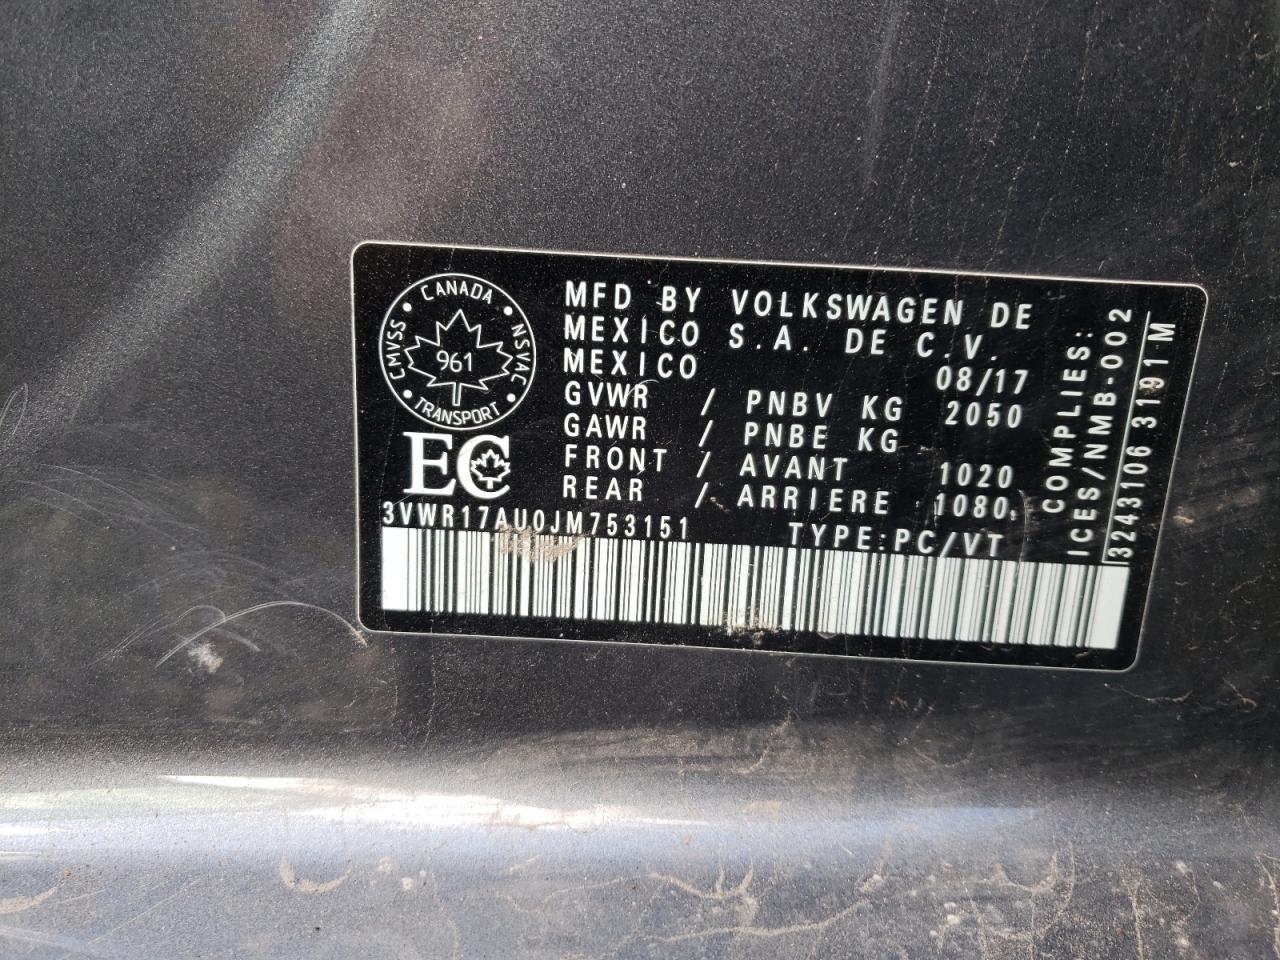 CANADA
CMVSS
NSVAC
961
TRANSPORT
EC
MFD BY VOLKSWAGEN DE
MEXICO S.A. DE C.V.
MEXICO 08/17
GVWR / PNBV KG 2050
GAWR / PNBE KG
FRONT / AVANT 1020
REAR / ARRIERE 1080
3VWR17AU0JM753151 TYPE:PC/VT
COMPLIES:
ICES/NMB-002
3243106 3191 M